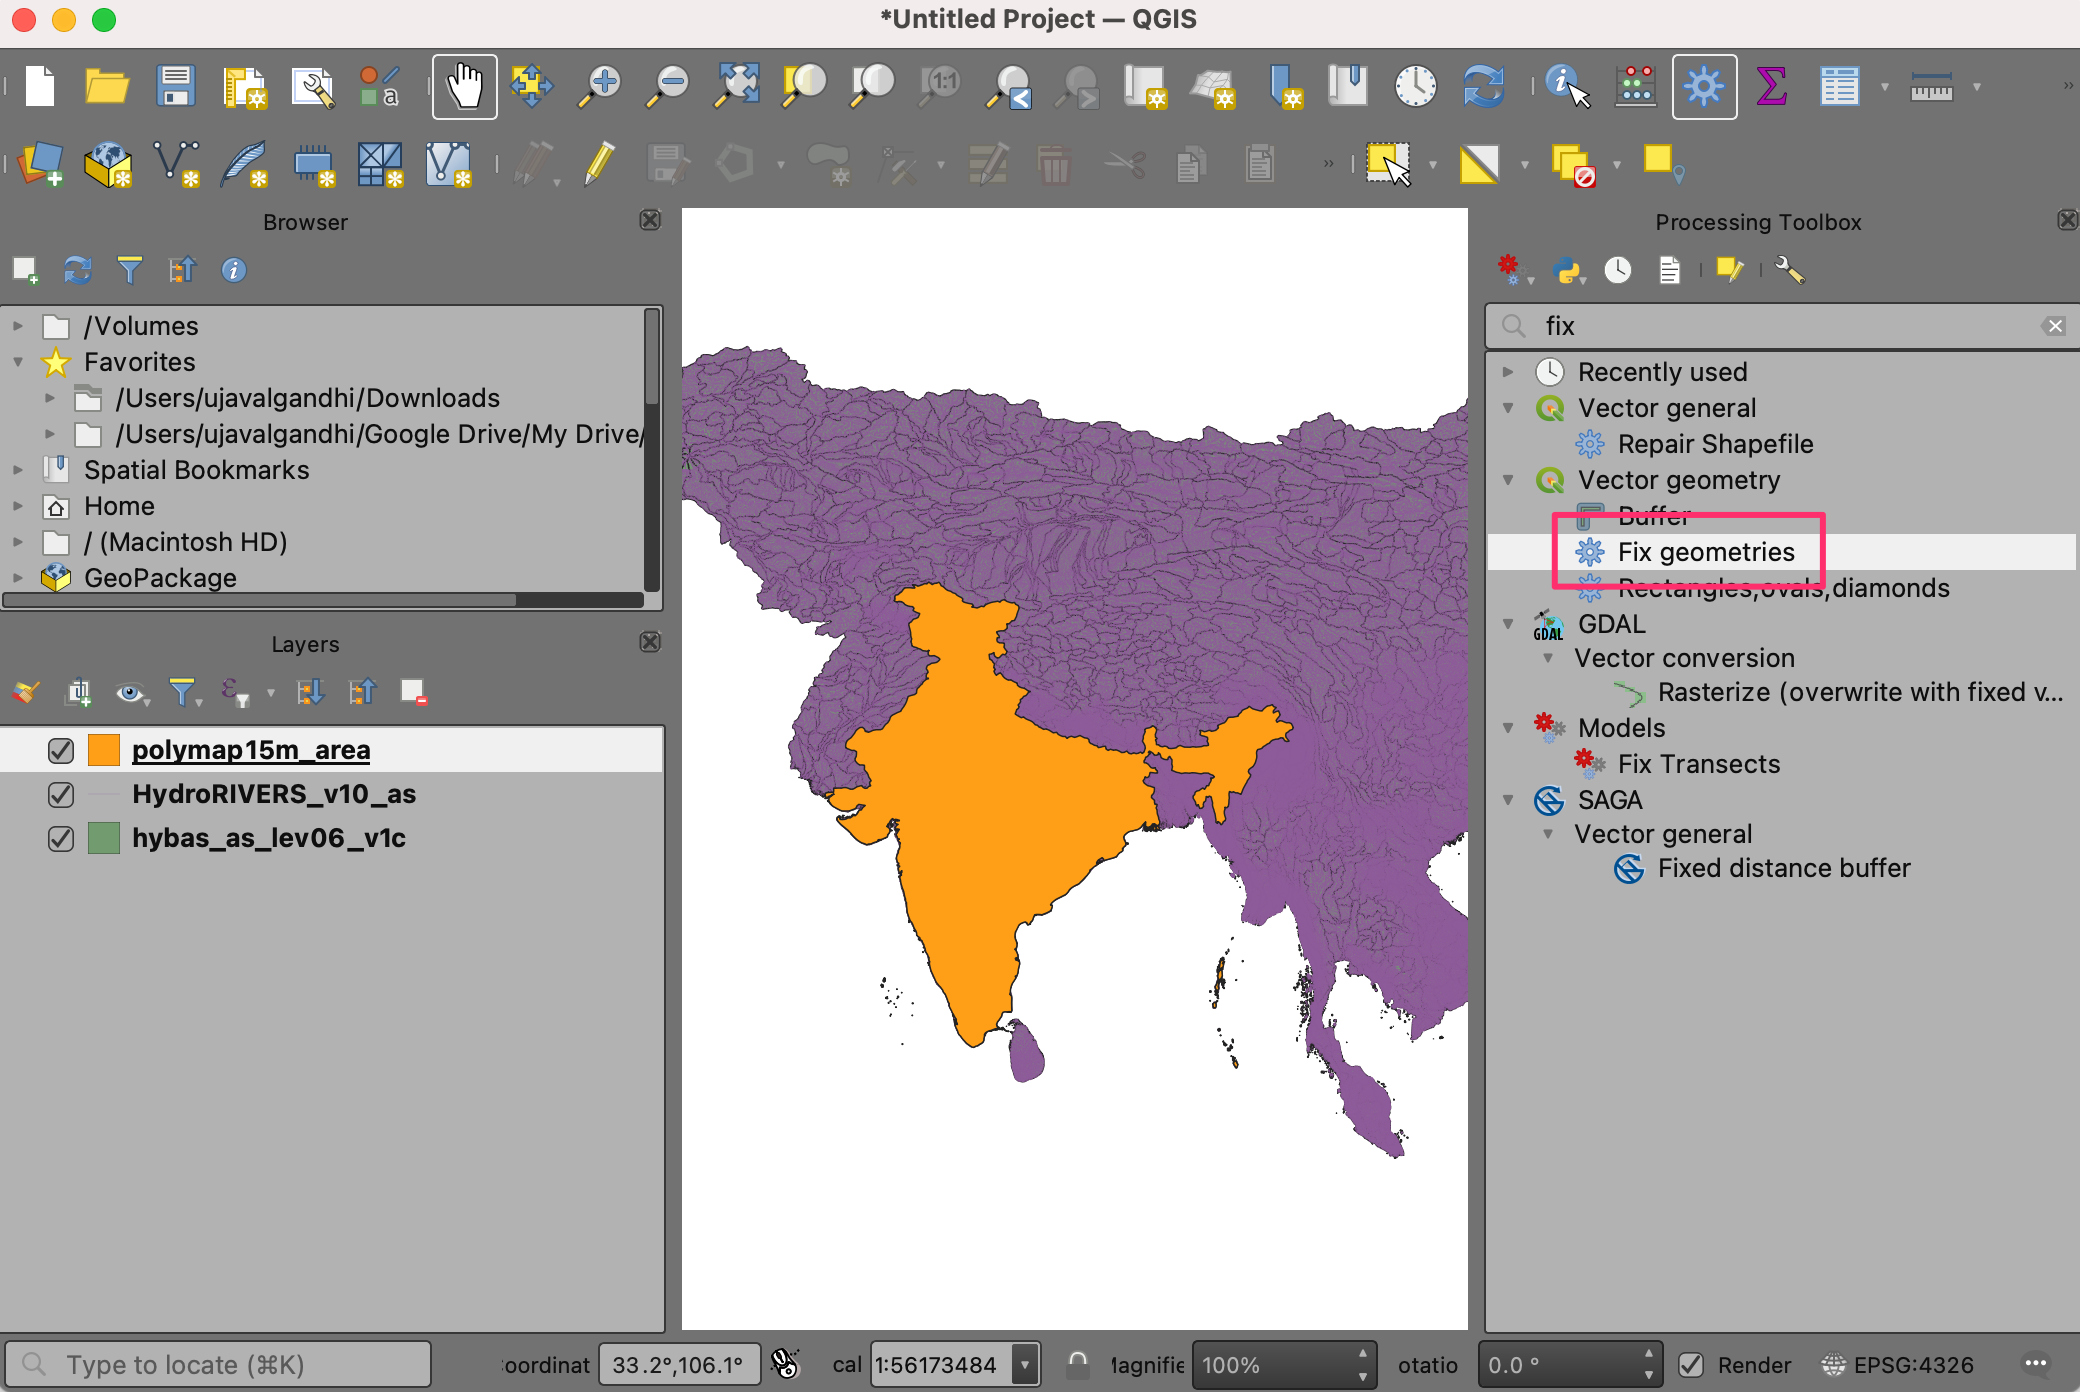 *Untitled Project — QGIS
a
1:1
Browser
/Volumes
Favorites
/Users/ujavalgandhi/Downloads
/Users/ujavalgandhi/Google Drive/My Drive/
Spatial Bookmarks
Home
/ (Macintosh HD)
GeoPackage
Layers
polymap15m_area
HydroRIVERS_v10_as
hybas_as_lev06_v1c
Processing Toolbox
fix
Recently used
Vector general
Repair Shapefile
Vector geometry
Buffer
Fix geometries
Rectangles,ovals,diamonds
GDAL
GDAL
Vector conversion
Rasterize (overwrite with fixed v...
Models
Fix Transects
SAGA
Vector general
Fixed distance buffer
Type to locate (⌘K)
oordinat 33.2°,106.1° cal 1:56173484 lagnifie 100% otatio 0.0 ° Render EPSG:4326